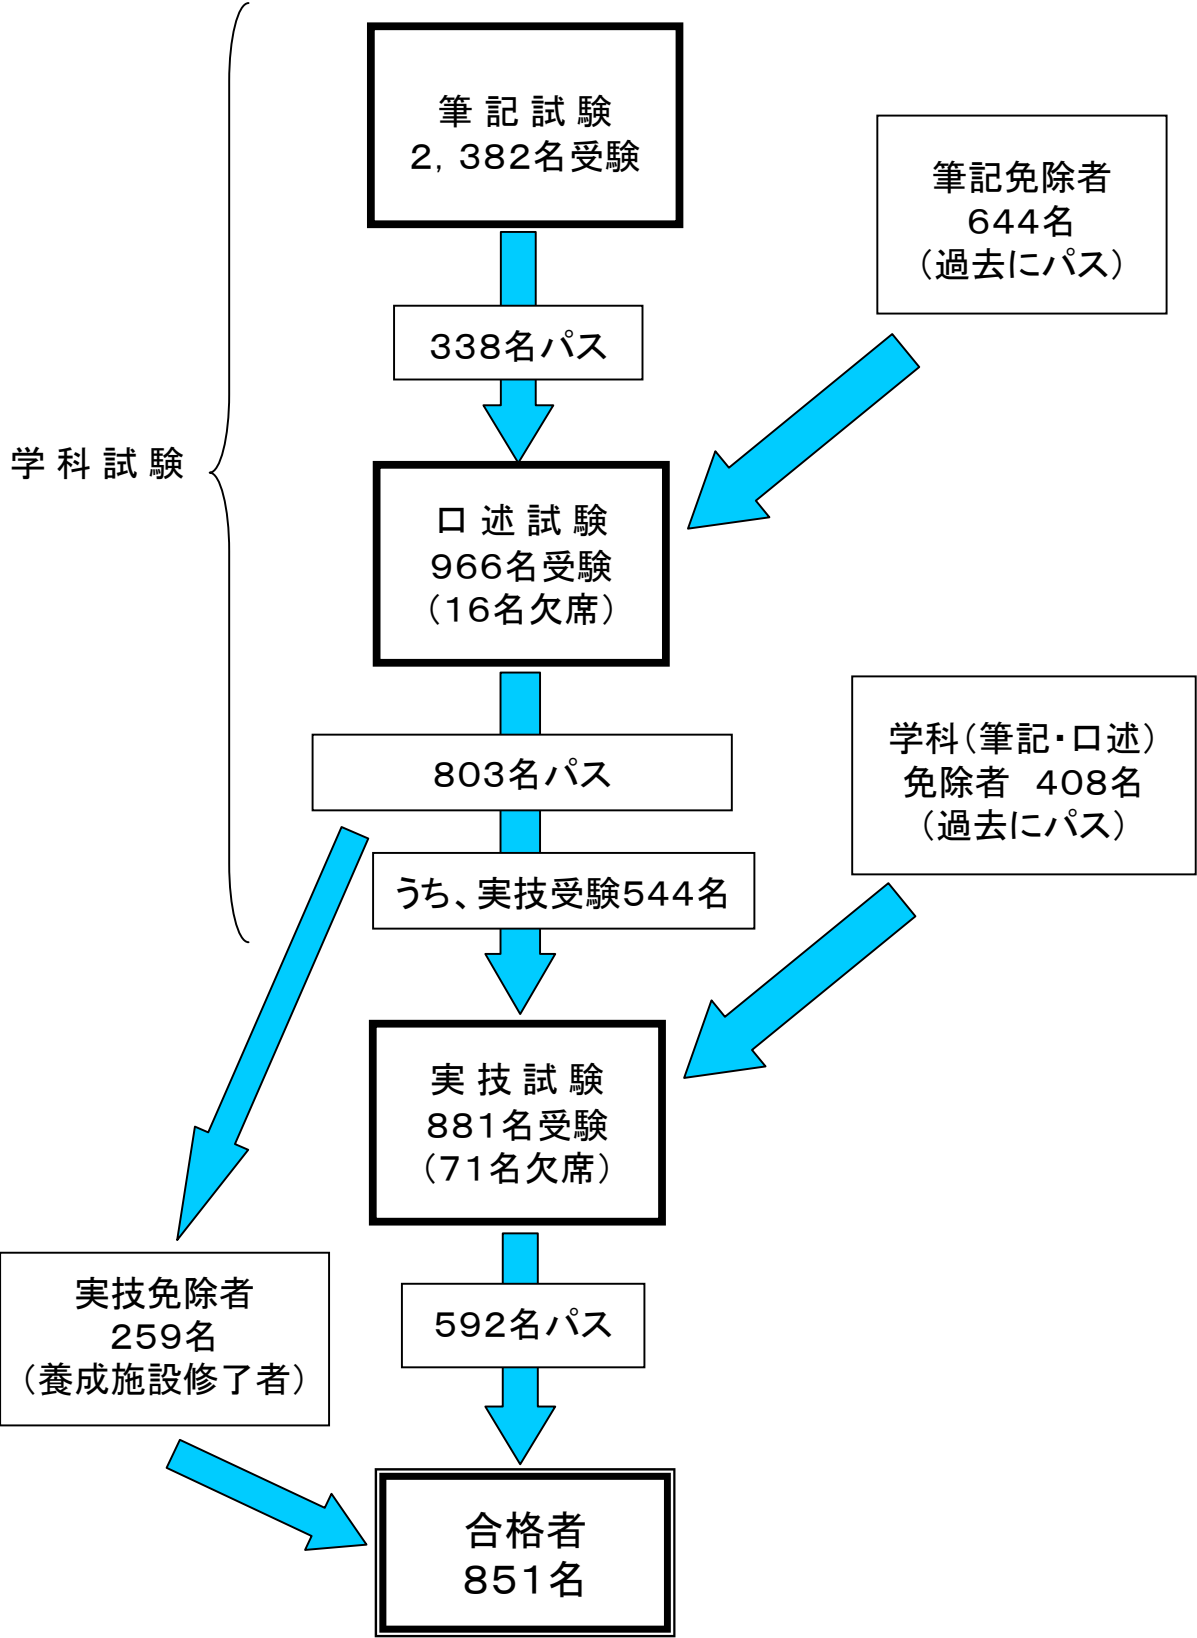 筆記試験
2,382名受験
筆記免除者
644名
(過去にパス)
338名パス
学科試験
口述試験
966名受験
(16名欠席)
803名パス
学科(筆記・口述)
免除者 408名
(過去にパス)
うち、実技受験544名
実技試験
881名受験
(71名欠席)
実技免除者
259名
(養成施設修了者)
592名パス
合格者
851名